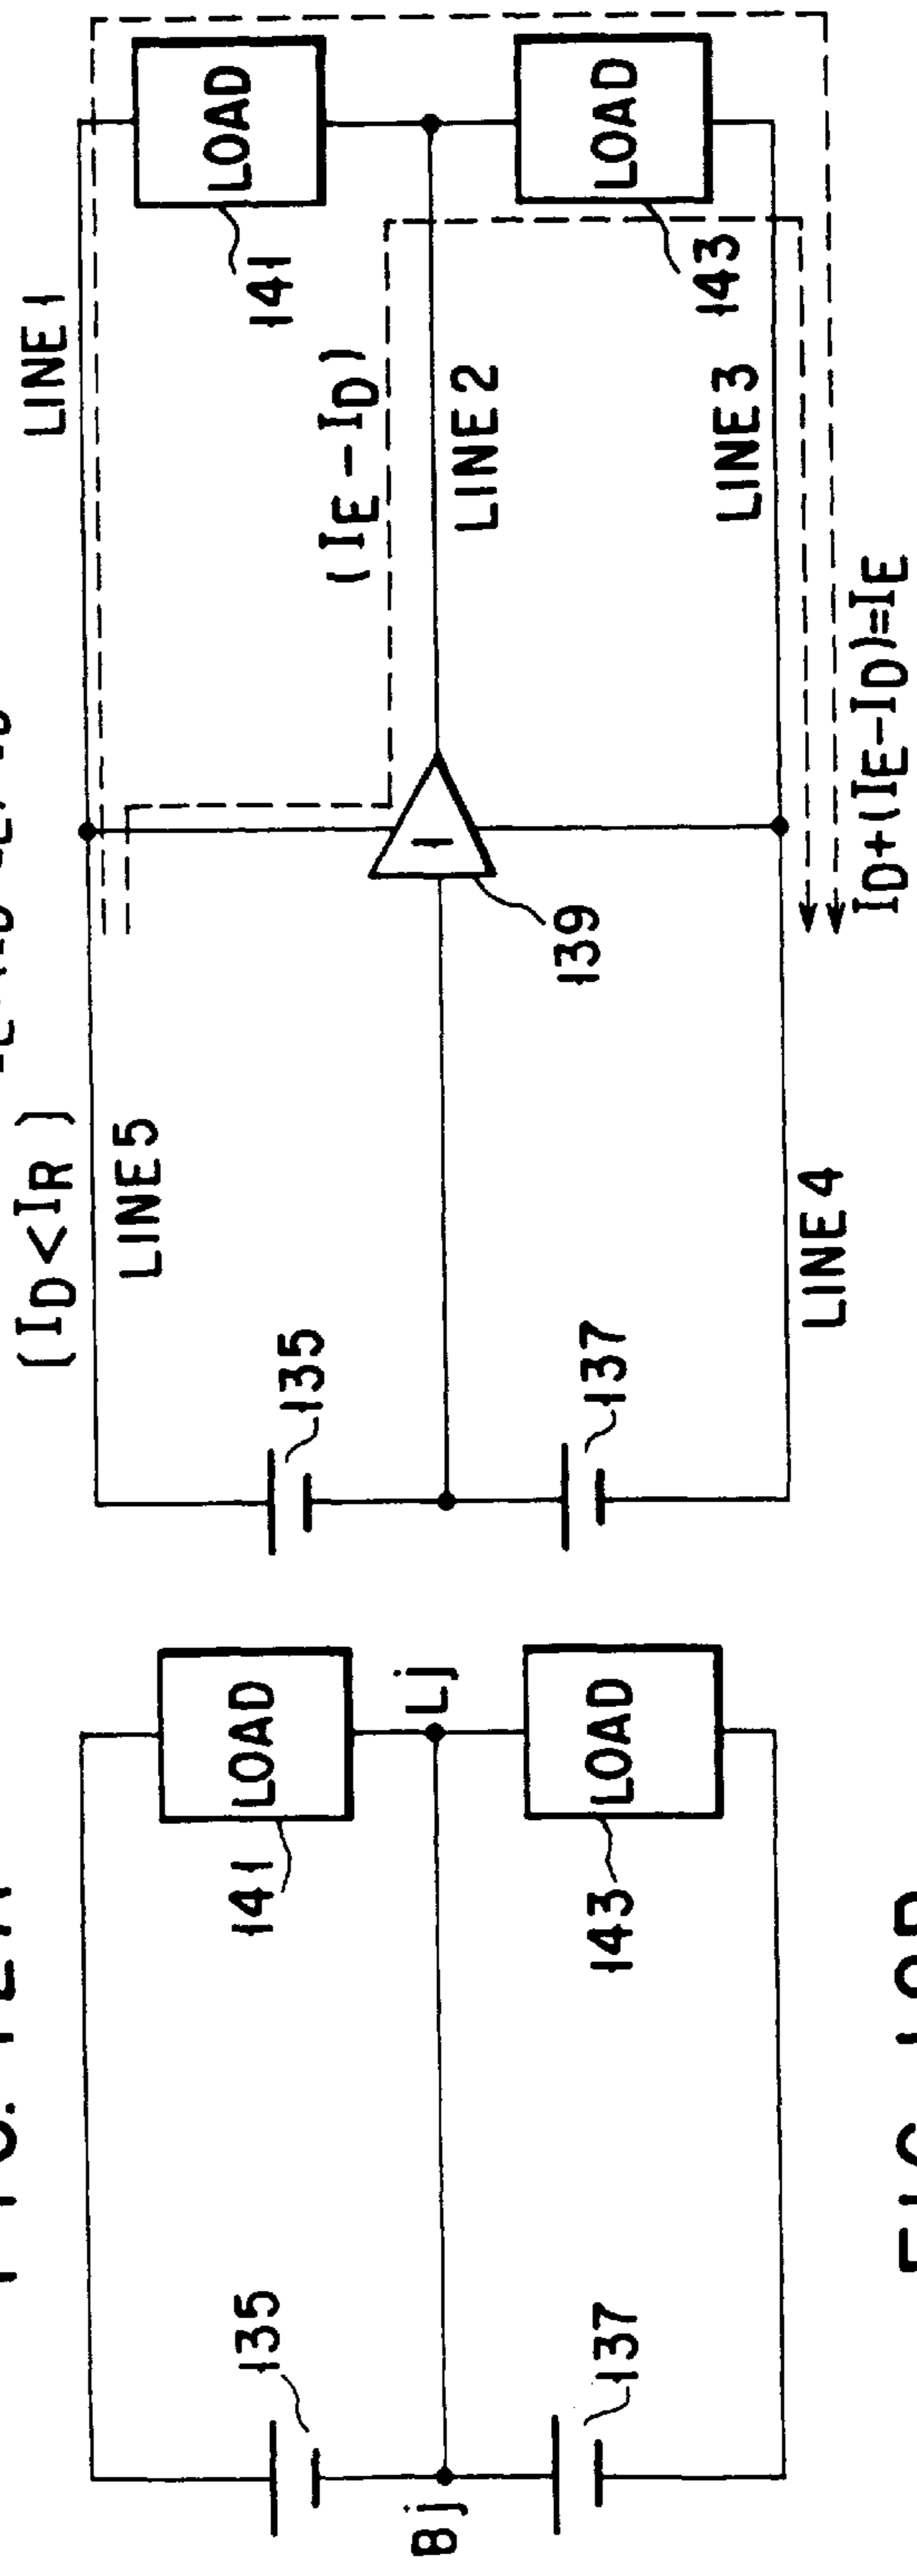 135
141
LOAD
Bj
Lj
137
143
LOAD
(ID<IR)
LINE 5
LINE 1
135
141
LOAD
(IE-ID)
LINE 2
139
137
LINE 3
143
LOAD
LINE 4
ID+(IE-ID)=IE